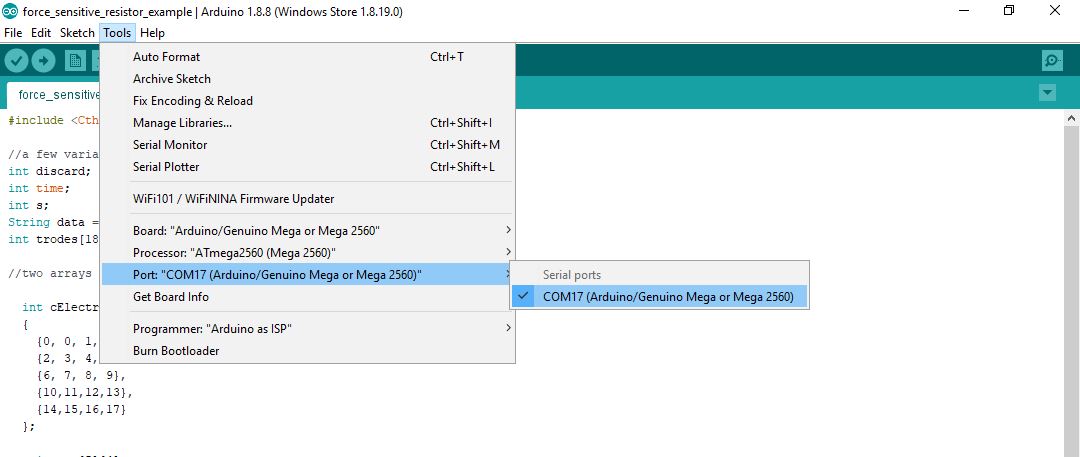 force_sensitive_resistor_example | Arduino 1.8.8 (Windows Store 1.8.19.0)
File Edit Sketch Tools Help
Auto Format Ctrl+T
Archive Sketch
Fix Encoding & Reload
Manage Libraries... Ctrl+Shift+I
Serial Monitor Ctrl+Shift+M
Serial Plotter Ctrl+Shift+L
WiFi101 / WiFiNINA Firmware Updater
Board: "Arduino/Genuino Mega or Mega 2560"
Processor: "ATmega2560 (Mega 2560)"
Port: "COM17 (Arduino/Genuino Mega or Mega 2560)"
Get Board Info
Programmer: "Arduino as ISP"
Burn Bootloader
Serial ports
COM17 (Arduino/Genuino Mega or Mega 2560)
force_sensitive
#include <Cth
//a few varia
int discard;
int time;
int s;
String data =
int trodes[18
//two arrays
int cElectr
{
{0, 0, 1,
{2, 3, 4,
{6, 7, 8, 9},
{10,11,12,13},
{14,15,16,17}
};